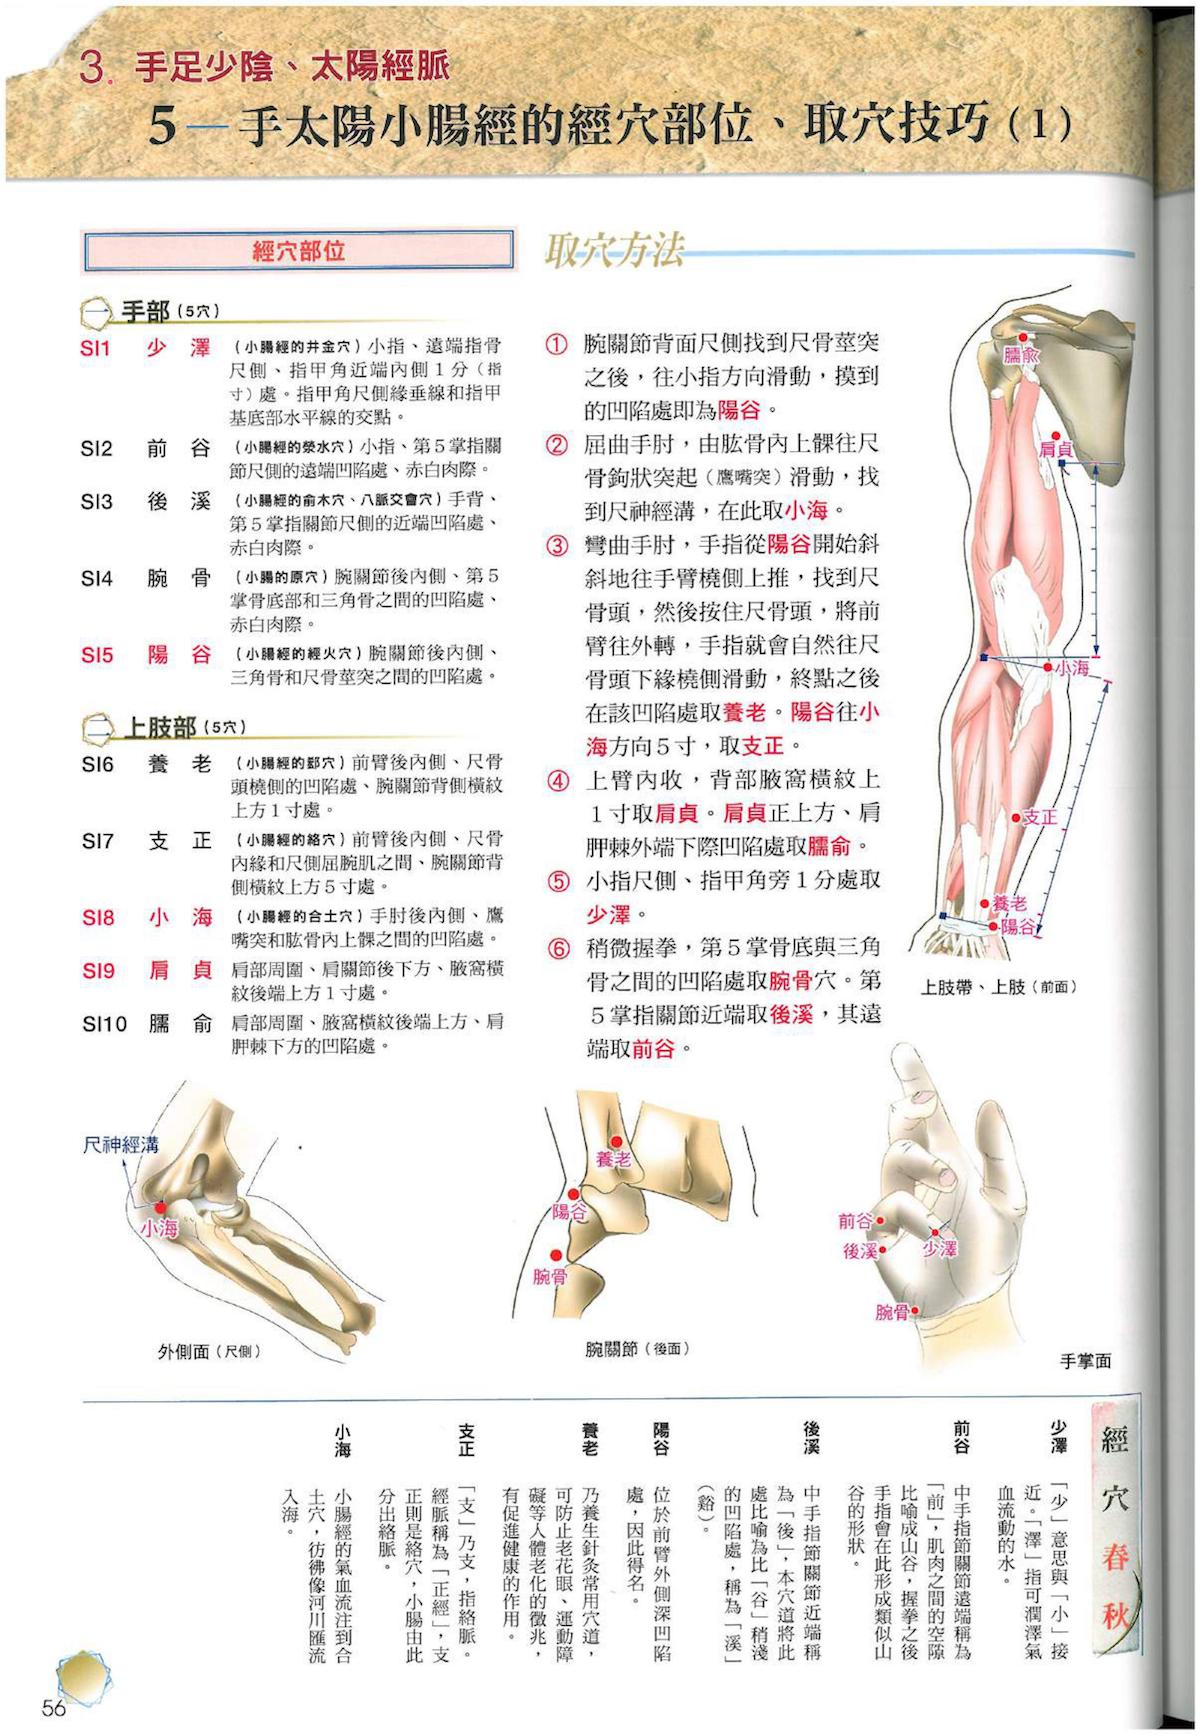 3. 手足少陰、太陽經脈
5—手太陽小腸經的經穴部位、取穴技巧(1)
經穴部位
手部(5穴)
SI1 少澤 (小腸經的井金穴)小指、遠端指骨
尺側、指甲角近端內側1分(指
寸)處。指甲角尺側緣垂線和指甲
基底部水平線的交點。
SI2 前谷 (小腸經的滎水穴)小指、第5掌指關
節尺側的遠端凹陷處、赤白肉際。
SI3 後溪 (小腸經的俞木穴、八脈交會穴)手背、
第5掌指關節尺側的近端凹陷處、
赤白肉際。
SI4 腕骨 (小腸的原穴)腕關節後內側、第5
掌骨底部和三角骨之間的凹陷處、
赤白肉際。
SI5 陽谷 (小腸經的經火穴)腕關節後內側、
三角骨和尺骨莖突之間的凹陷處。
上肢部(5穴)
SI6 養老 (小腸經的郄穴)前臂後內側、尺骨
頭橈側的凹陷處、腕關節背側橫紋
上方1寸處。
SI7 支正 (小腸經的絡穴)前臂後內側、尺骨
內緣和尺側屈腕肌之間、腕關節背
側橫紋上方5寸處。
SI8 小海 (小腸經的合土穴)手肘後內側、鷹
嘴突和肱骨內上髁之間的凹陷處。
SI9 肩貞 肩部周圍、肩關節後下方、腋窩橫
紋後端上方1寸處。
SI10 臑俞 肩部周圍、腋窩橫紋後端上方、肩
胛棘下方的凹陷處。
取穴方法
① 腕關節背面尺側找到尺骨莖突
之後，往小指方向滑動，摸到
的凹陷處即為陽谷。
② 屈曲手肘，由肱骨內上髁往尺
骨鉤狀突起(鷹嘴突)滑動，找
到尺神經溝，在此取小海。
③ 彎曲手肘，手指從陽谷開始斜
斜地往手臂橈側上推，找到尺
骨頭，然後按住尺骨頭，將前
臂往外轉，手指就會自然往尺
骨頭下緣橈側滑動，終點之後
在該凹陷處取養老。陽谷往小
海方向5寸，取支正。
④ 上臂內收，背部腋窩橫紋上
1寸取肩貞。肩貞正上方、肩
胛棘外端下際凹陷處取臑俞。
⑤ 小指尺側、指甲角旁1分處取
少澤。
⑥ 稍微握拳，第5掌骨底與三角
骨之間的凹陷處取腕骨穴。第
5掌指關節近端取後溪，其遠
端取前谷。
臑俞
肩貞
小海
支正
養老
陽谷
上肢帶、上肢(前面)
尺神經溝
小海
外側面(尺側)
養老
陽谷
腕骨
腕關節(後面)
前谷
後溪
少澤
腕骨
手掌面
經穴春秋
少澤 「少」意思與「小」接
近。「澤」指可潤澤氣
血流動的水。
前谷 中手指節關節遠端稱為
「前」，肌肉之間的空隙
比喻成山谷，握拳之後
手指會在此形成類似山
谷的形狀。
後溪 中手指節關節近端稱
為「後」，本穴道將此
處比喻為比「谷」稍淺
的凹陷處，稱為「溪」
(谿)。
陽谷 位於前臂外側深凹陷
處，因此得名。
養老 乃養生針灸常用穴道，
可防止老花眼、運動障
礙等人體老化的徵兆，
有促進健康的作用。
支正 「支」乃支，指絡脈。
經脈稱為「正經」，支
正則是絡穴，小腸由此
分出絡脈。
小海 小腸經的氣血流注到合
土穴，彷彿像河川匯流
入海。
56